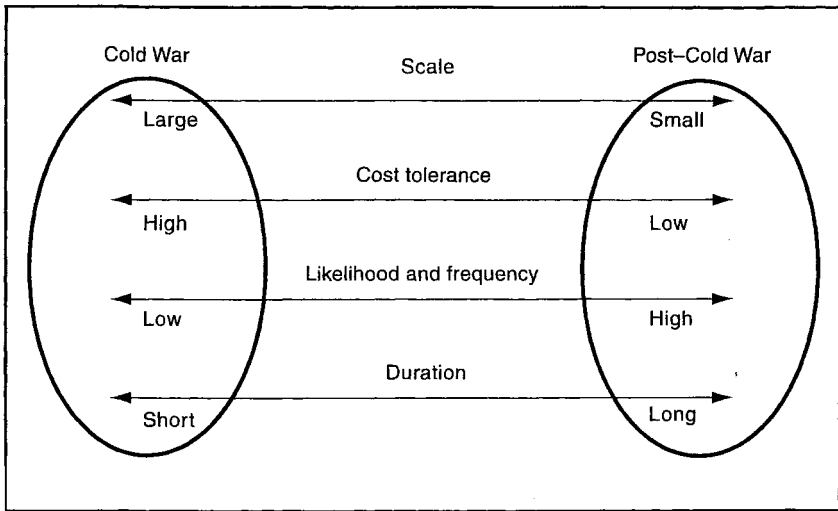 Cold War
Scale
Post–Cold War
Large
Small
Cost tolerance
High
Low
Likelihood and frequency
Low
High
Duration
Short
Long